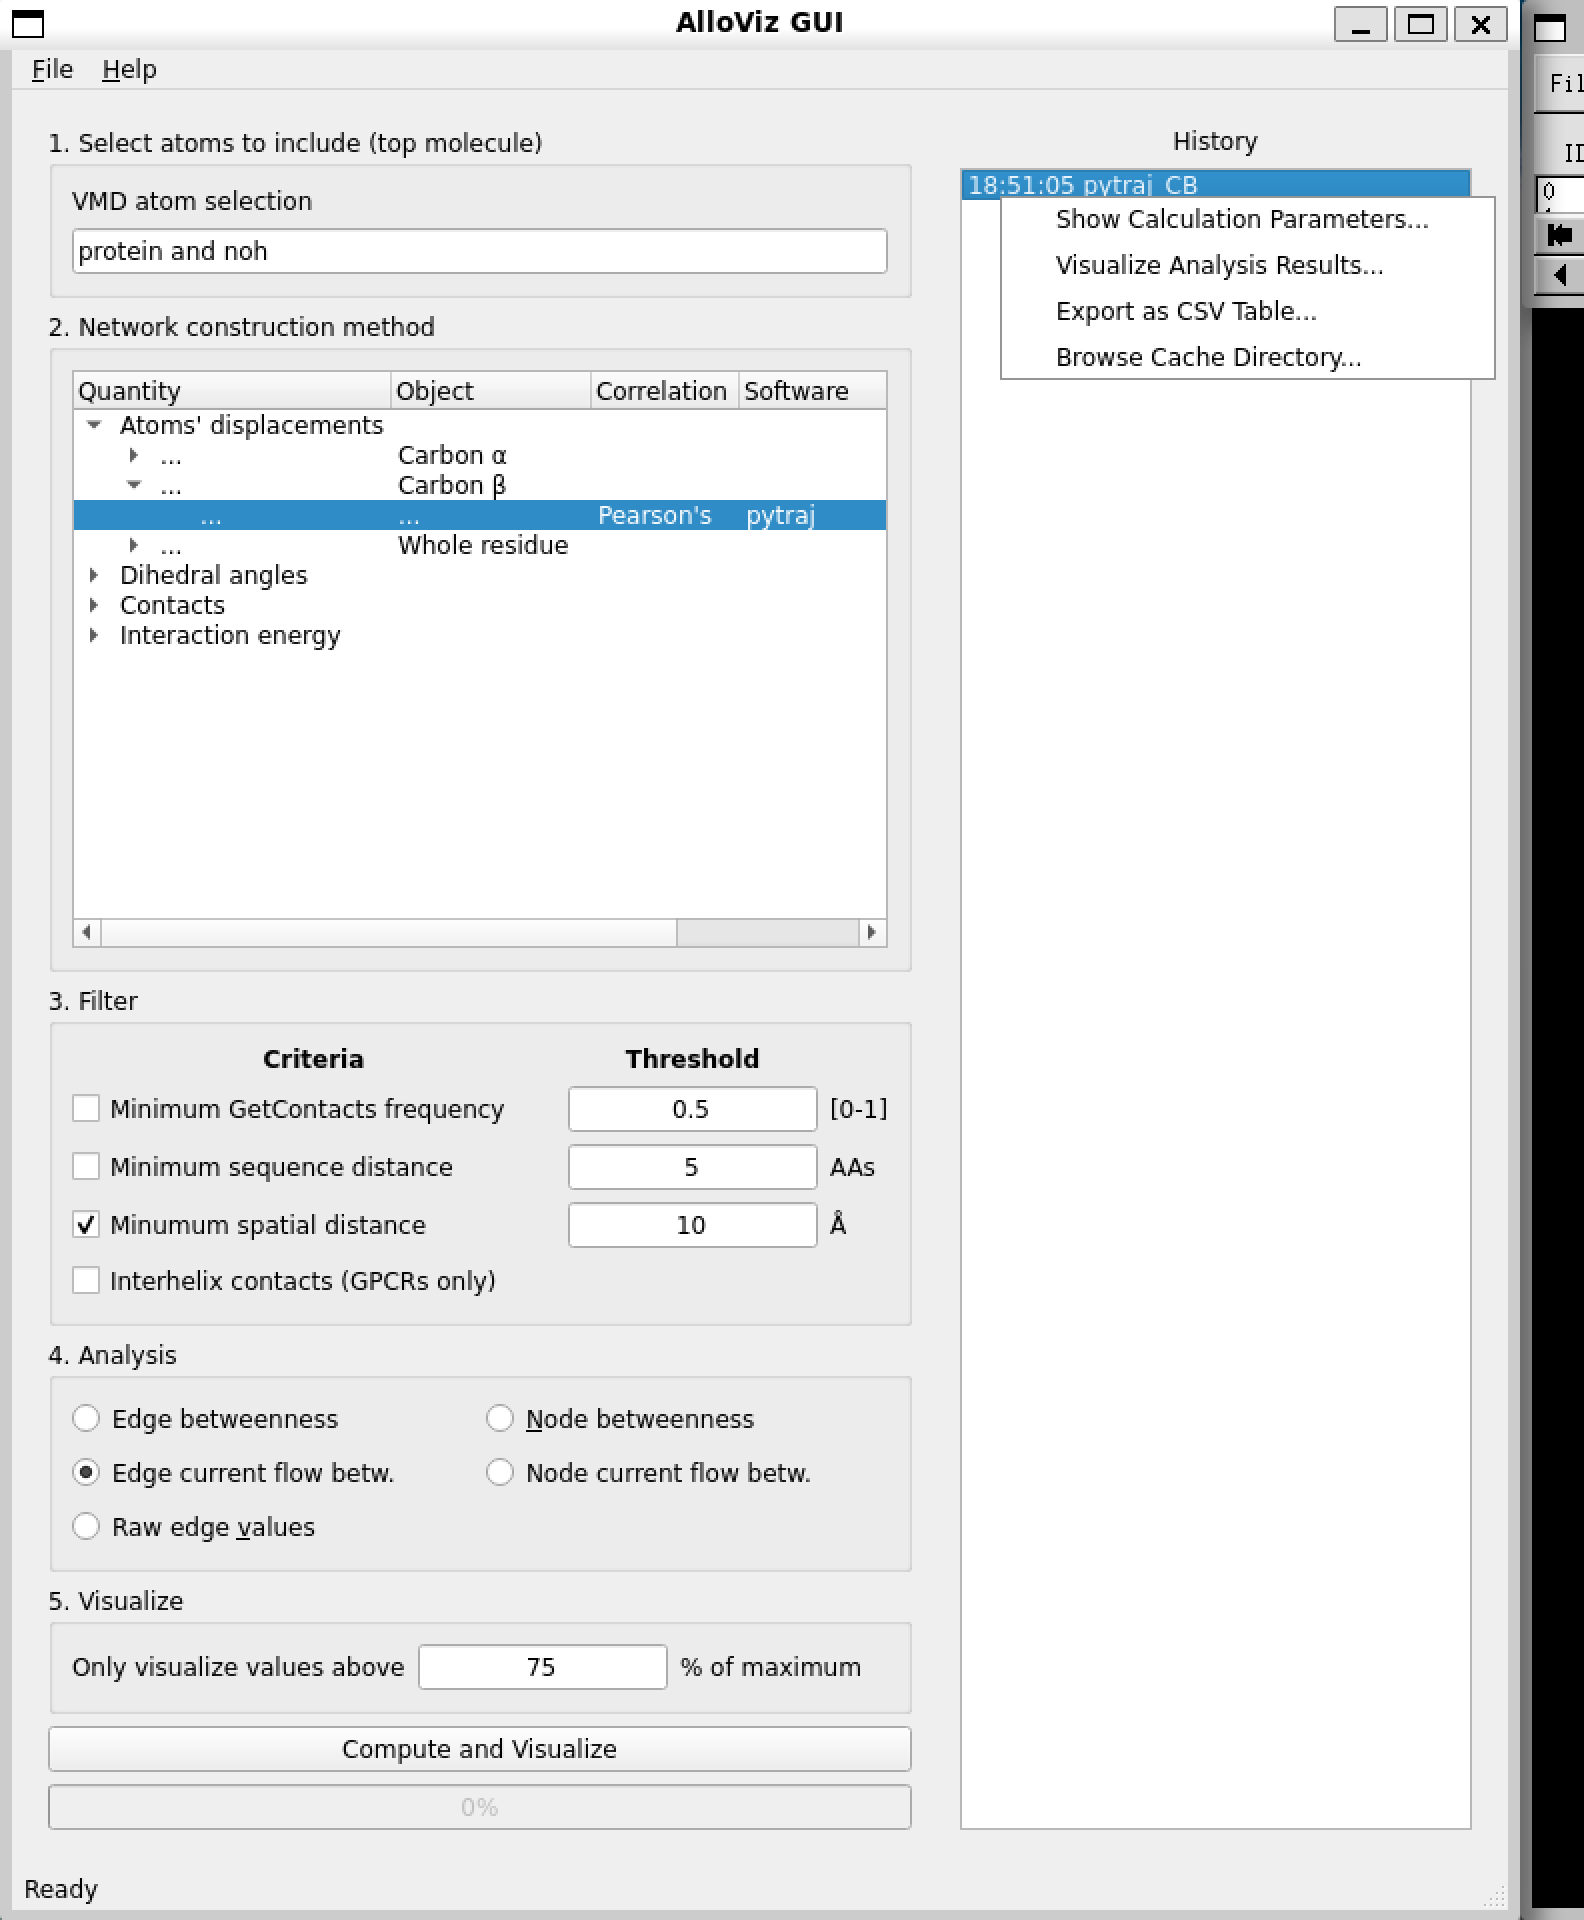 AlloViz GUI
File Help
1. Select atoms to include (top molecule)
VMD atom selection
protein and noh
2. Network construction method
Quantity Object Correlation Software
Atoms' displacements
... Carbon α
... Carbon β
... ... Pearson's pytraj
... Whole residue
Dihedral angles
Contacts
Interaction energy
3. Filter
Criteria Threshold
Minimum GetContacts frequency 0.5 [0-1]
Minimum sequence distance 5 AAs
Minumum spatial distance 10 Å
Interhelix contacts (GPCRs only)
4. Analysis
Edge betweenness Node betweenness
Edge current flow betw. Node current flow betw.
Raw edge values
5. Visualize
Only visualize values above 75 % of maximum
Compute and Visualize
0%
Ready
History
18:51:05 pytraj_CB
Show Calculation Parameters...
Visualize Analysis Results...
Export as CSV Table...
Browse Cache Directory...
Fil
ID
0